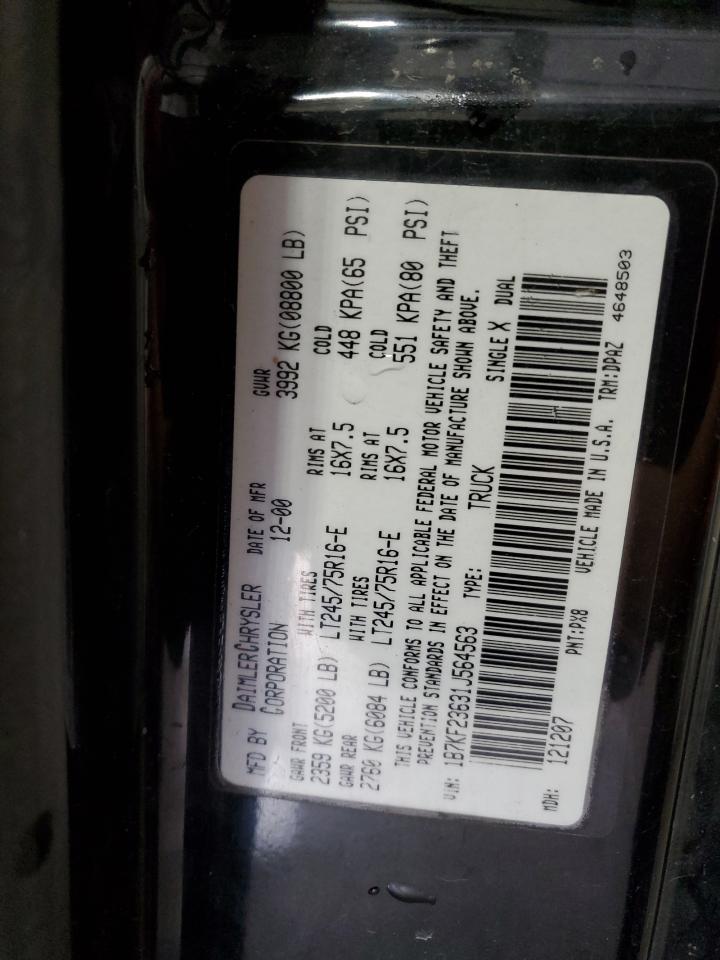 MFD BY DAIMLERCHRYSLER CORPORATION
DATE OF MFR 12-00
GVWR 3992 KG(08800 LB)
GAWR FRONT WITH TIRES RIMS AT COLD
2359 KG(5200 LB) LT245/75R16-E 16X7.5 448 KPA(65 PSI)
GAWR REAR WITH TIRES RIMS AT COLD
2760 KG(6084 LB) LT245/75R16-E 16X7.5 551 KPA(80 PSI)
THIS VEHICLE CONFORMS TO ALL APPLICABLE FEDERAL MOTOR VEHICLE SAFETY AND THEFT
PREVENTION STANDARDS IN EFFECT ON THE DATE OF MANUFACTURE SHOWN ABOVE.
VIN: 1B7KF23631J564563 TYPE: TRUCK SINGLE X DUAL
MDH: 121207 PNT:PX8 VEHICLE MADE IN U.S.A. TRM:DPAZ 4648503